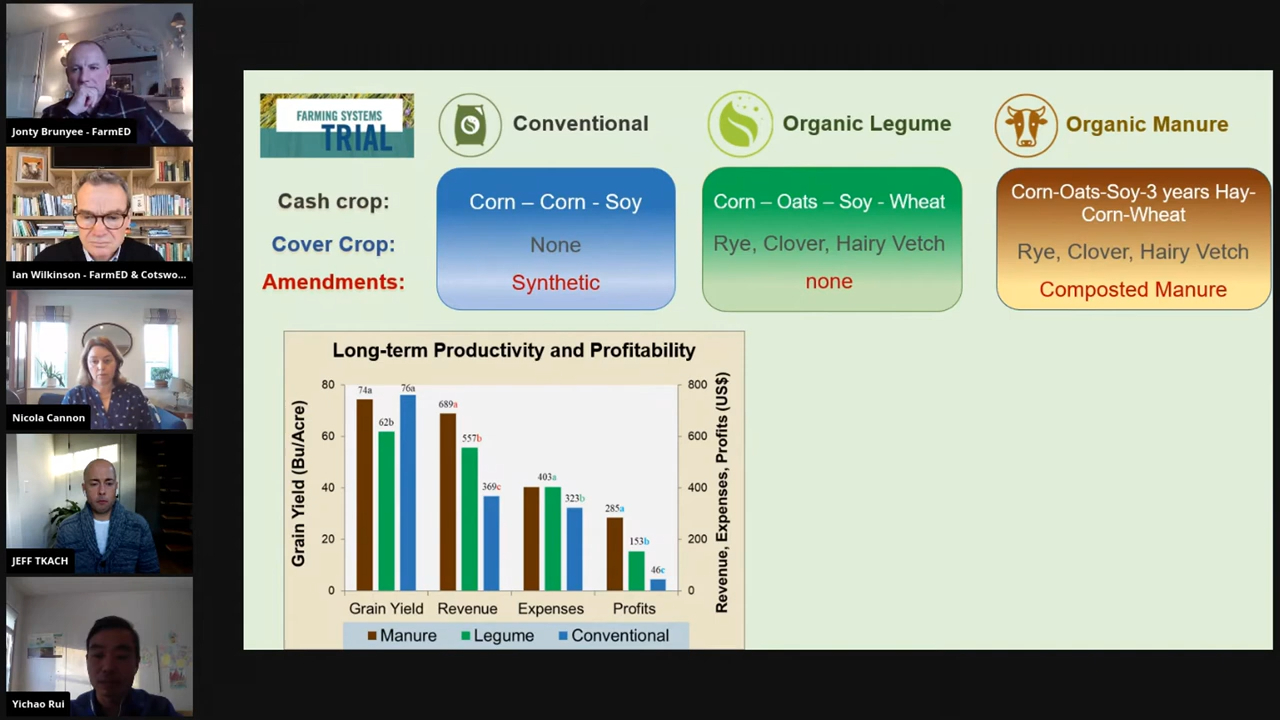 Jonty Brunyee - FarmED
Ian Wilkinson - FarmED & Cotswo...
Nicola Cannon
JEFF TKACH
Yichao Rui
FARMING SYSTEMS
TRIAL
Conventional
Organic Legume
Organic Manure
Cash crop:
Corn – Corn - Soy
Corn – Oats – Soy - Wheat
Corn-Oats-Soy-3 years Hay-
Corn-Wheat
Cover Crop:
None
Rye, Clover, Hairy Vetch
Rye, Clover, Hairy Vetch
Amendments:
Synthetic
none
Composted Manure
Long-term Productivity and Profitability
Grain Yield (Bu/Acre)
80
60
40
20
0
74a
62b
76a
689a
557b
369c
403a
323b
285a
153b
46c
800
600
400
200
0
Revenue, Expenses, Profits (US$)
Grain Yield Revenue Expenses Profits
Manure Legume Conventional